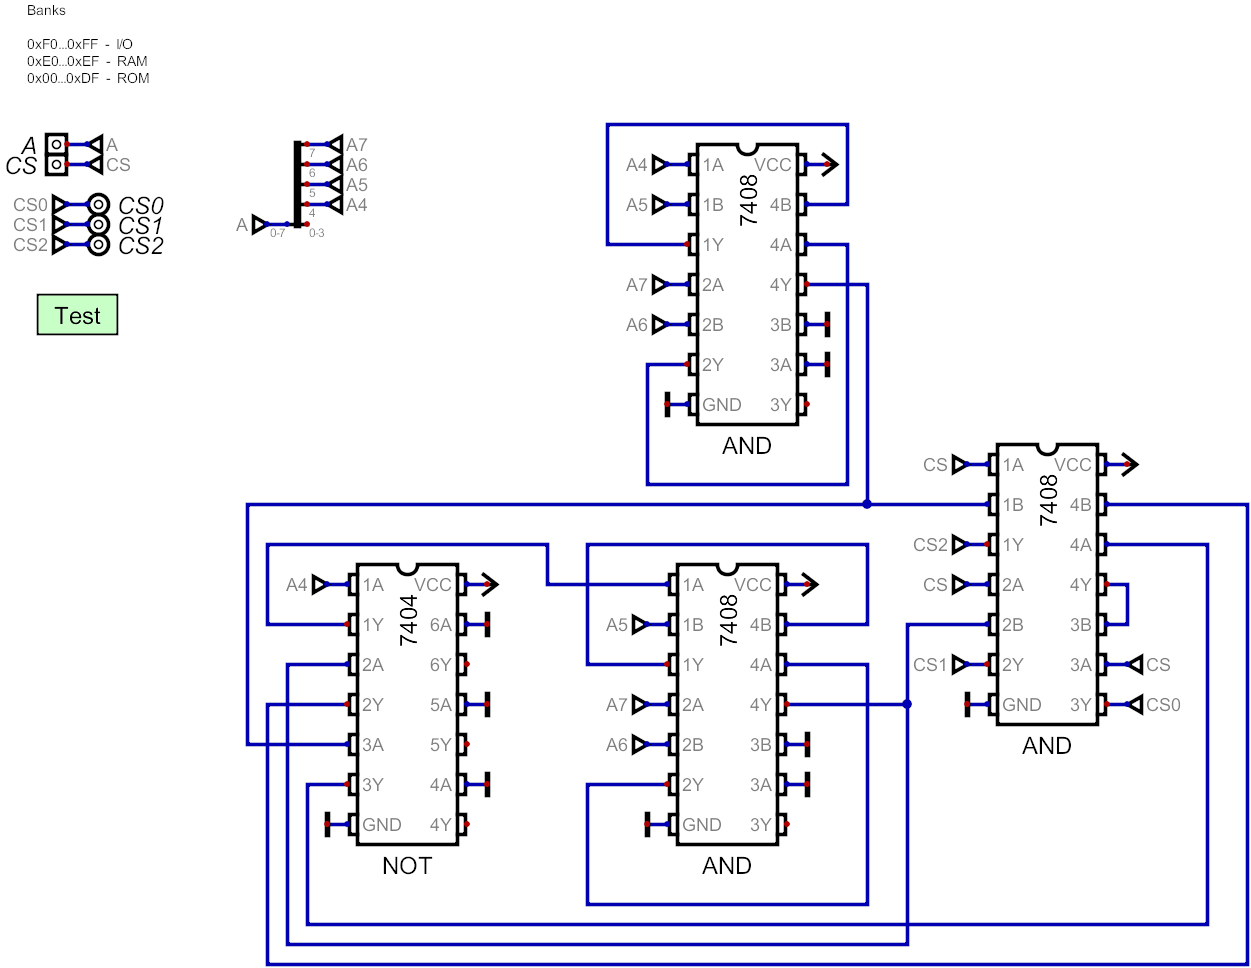 Banks
0xF0...0xFF - I/O
0xE0...0xEF - RAM
0x00...0xDF - ROM
A A
CS CS
CS0 CS0
CS1 CS1
CS2 CS2
Test
A7
7
A6
6
A5
5
A4
4
A 0-7 0-3
A4 1A VCC
A5 1B 4B
7408
1Y 4A
A7 2A 4Y
A6 2B 3B
2Y 3A
GND 3Y
AND
CS 1A VCC
1B 4B
7408
CS2 1Y 4A
CS 2A 4Y
2B 3B
CS1 2Y 3A CS
GND 3Y CS0
AND
A4 1A VCC
1Y 6A
7404
2A 6Y
2Y 5A
3A 5Y
3Y 4A
GND 4Y
NOT
1A VCC
A5 1B 4B
7408
1Y 4A
A7 2A 4Y
A6 2B 3B
2Y 3A
GND 3Y
AND